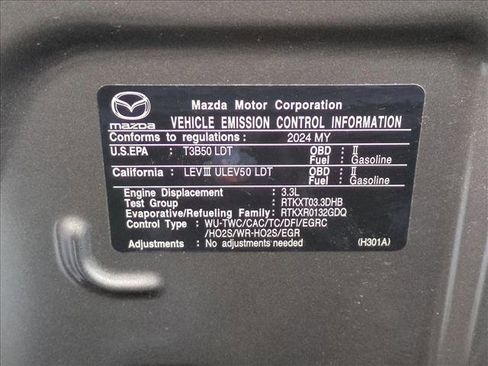 Mazda Motor Corporation
mazda VEHICLE EMISSION CONTROL INFORMATION
Conforms to regulations: 2024 MY
U.S.EPA : T3B50 LDT OBD : II
Fuel : Gasoline
California : LEVIII ULEV50 LDT OBD : II
Fuel : Gasoline
Engine Displacement : 3.3L
Test Group : RTKXT03.3DHB
Evaporative/Refueling Family: RTKXR0132GDQ
Control Type : WU-TWC/CAC/TC/DFI/EGRC
/HO2S/WR-HO2S/EGR
Adjustments : No adjustments needed (H301A)